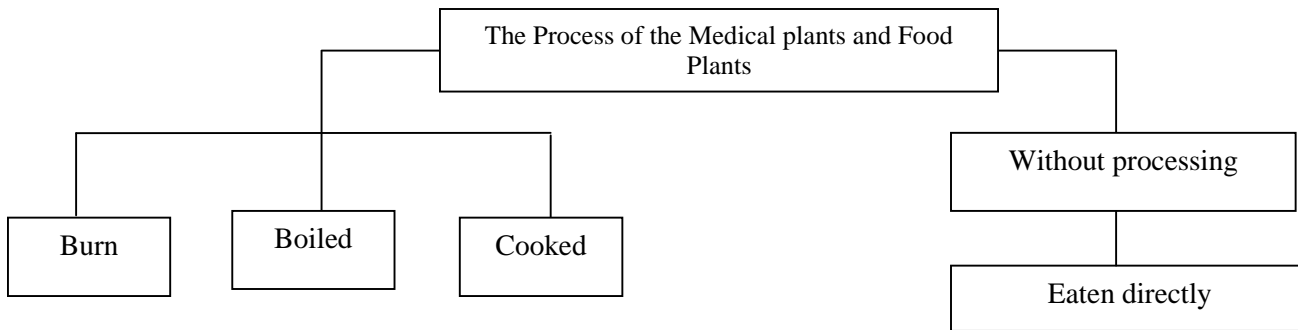 The Process of the Medical plants and Food
Plants
Without processing
Burn
Boiled
Cooked
Eaten directly